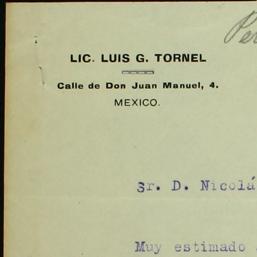 LIC. LUIS G. TORNEL
Calle de Don Juan Manuel, 4.
MEXICO.
Sr. D. Nicolá
Muy estimado